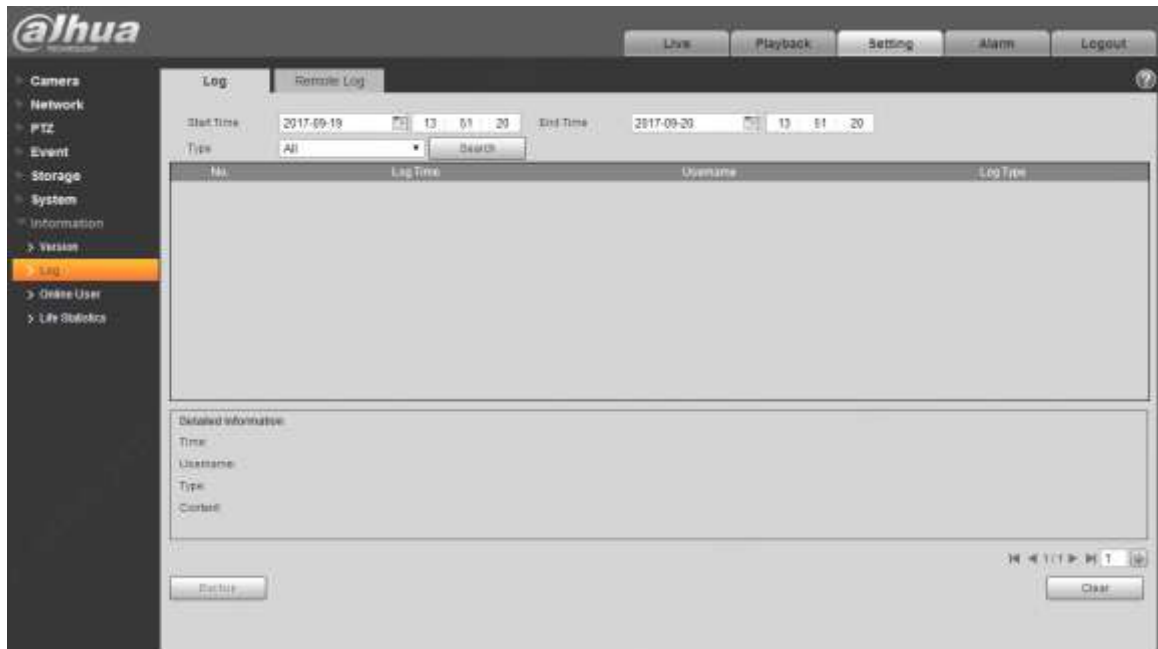 alhua
TECHNOLOGY
Live Playback Setting Alarm Logout
Camera
Network
PTZ
Event
Storage
System
Information
Version
Log
Online User
Life Statistics
Log Remote Log
Start Time 2017-09-19 13 : 51 : 20 End Time 2017-09-20 13 : 51 : 20
Type All Search
No. Log Time Username Log Type
Detailed Information
Time
Username
Type
Content
1/1 1
Backup Clear